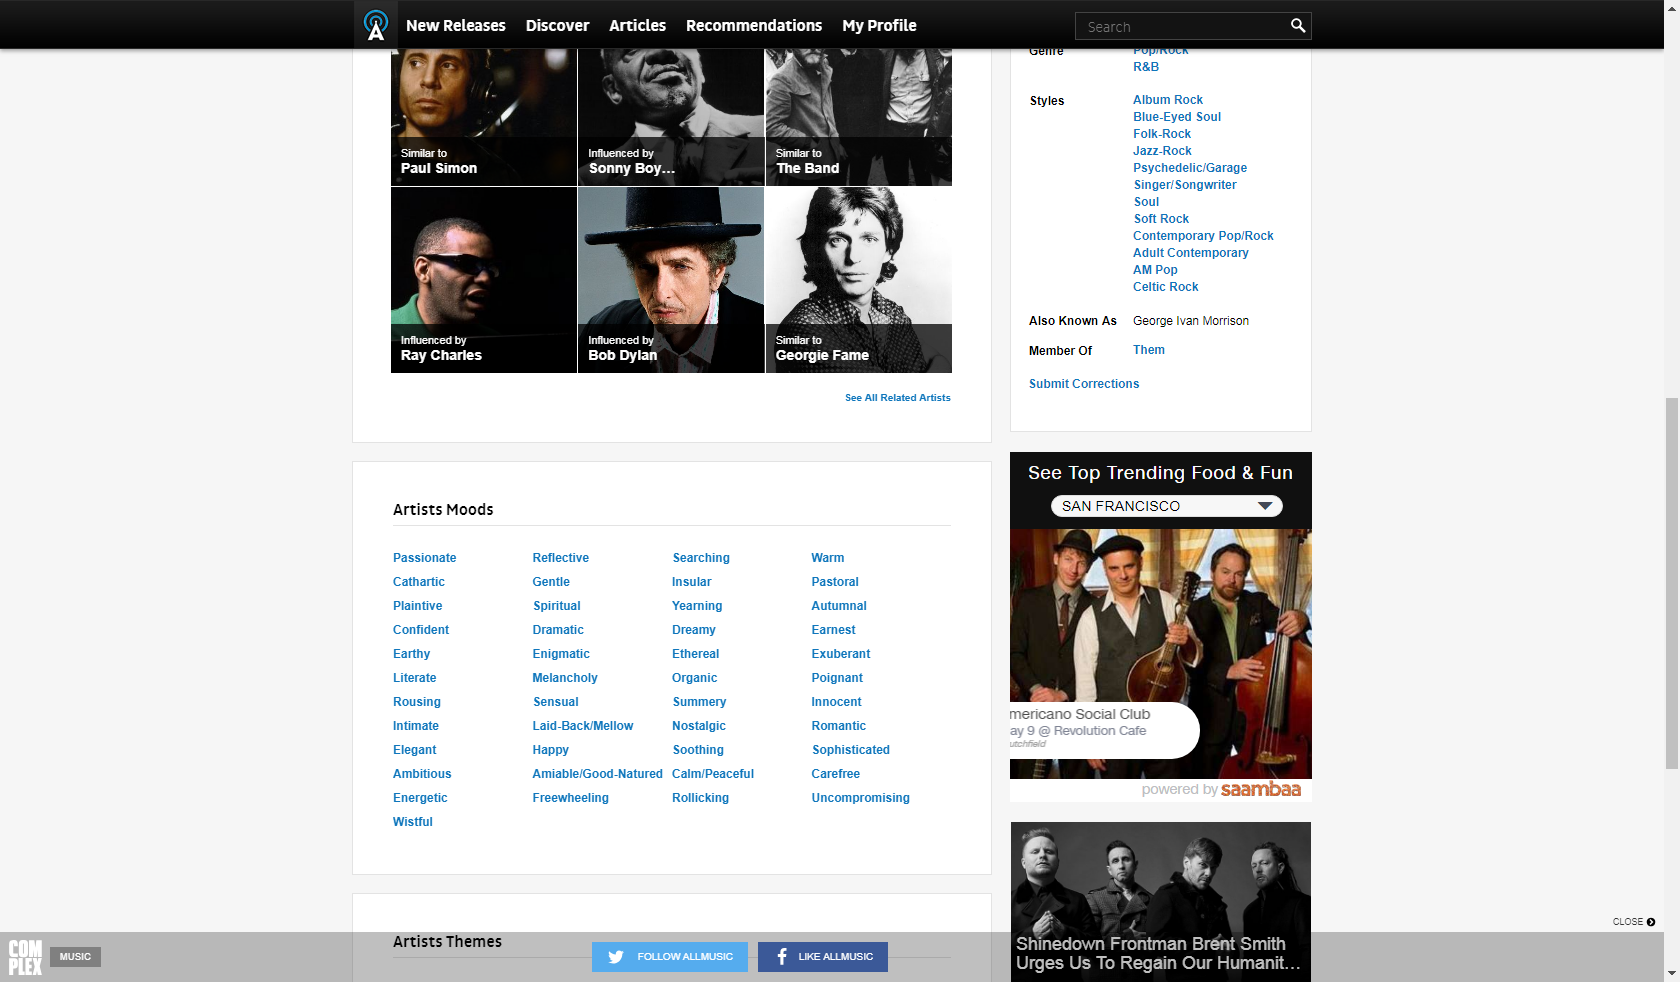 New Releases
Discover
Articles
Recommendations
My Profile
Search
Similar to
Paul Simon
Influenced by
Sonny Boy...
Similar to
The Band
Influenced by
Ray Charles
Influenced by
Bob Dylan
Similar to
Georgie Fame
See All Related Artists
Genre
Pop/Rock
R&B
Styles
Album Rock
Blue-Eyed Soul
Folk-Rock
Jazz-Rock
Psychedelic/Garage
Singer/Songwriter
Soul
Soft Rock
Contemporary Pop/Rock
Adult Contemporary
AM Pop
Celtic Rock
Also Known As George Ivan Morrison
Member Of Them
Submit Corrections
Artists Moods
Passionate Reflective Searching Warm
Cathartic Gentle Insular Pastoral
Plaintive Spiritual Yearning Autumnal
Confident Dramatic Dreamy Earnest
Earthy Enigmatic Ethereal Exuberant
Literate Melancholy Organic Poignant
Rousing Sensual Summery Innocent
Intimate Laid-Back/Mellow Nostalgic Romantic
Elegant Happy Soothing Sophisticated
Ambitious Amiable/Good-Natured Calm/Peaceful Carefree
Energetic Freewheeling Rollicking Uncompromising
Wistful
See Top Trending Food & Fun
SAN FRANCISCO
mericano Social Club
ay 9 @ Revolution Cafe
utchfield
powered by saambaa
Shinedown Frontman Brent Smith
Urges Us To Regain Our Humanit...
Artists Themes
CLOSE
COM
PLEX
MUSIC
FOLLOW ALLMUSIC
LIKE ALLMUSIC